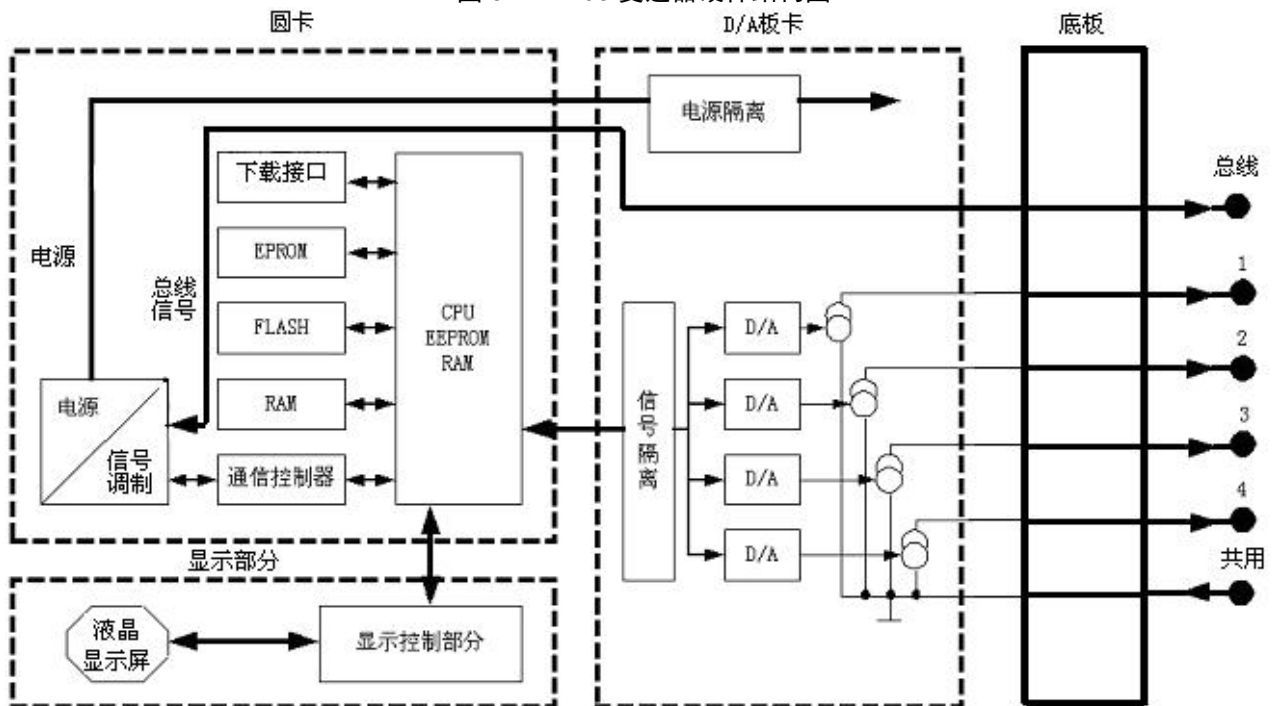 圆卡
D/A板卡
底板
电源隔离
下载接口
总线
电源
EPROM
总线
信号
1
FLASH
CPU
EEPROM
RAM
D/A
2
电源
RAM
信号隔离
D/A
3
信号
调制
通信控制器
D/A
4
显示部分
D/A
共用
液晶
显示屏
显示控制部分